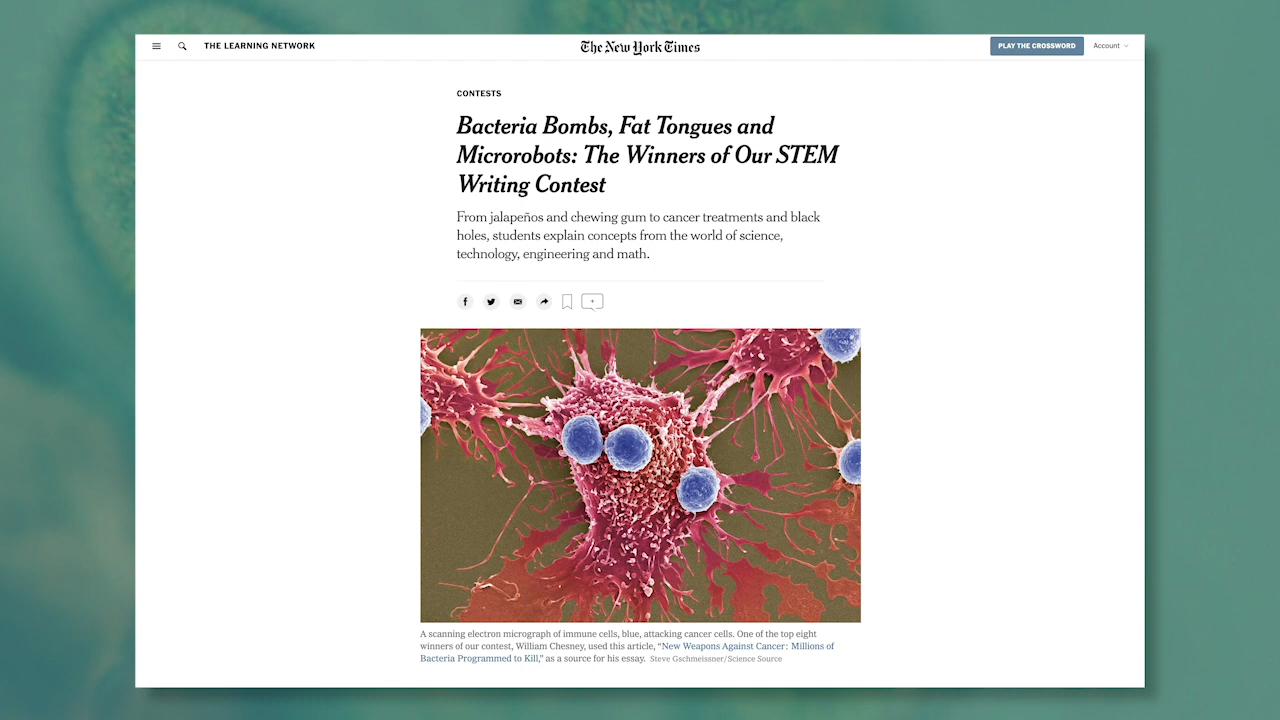 THE LEARNING NETWORK
The New York Times
PLAY THE CROSSWORD
Account
CONTESTS
Bacteria Bombs, Fat Tongues and
Microrobots: The Winners of Our STEM
Writing Contest
From jalapeños and chewing gum to cancer treatments and black
holes, students explain concepts from the world of science,
technology, engineering and math.
A scanning electron micrograph of immune cells, blue, attacking cancer cells. One of the top eight
winners of our contest, William Chesney, used this article, “New Weapons Against Cancer: Millions of
Bacteria Programmed to Kill,” as a source for his essay. Steve Gschmeissner/Science Source